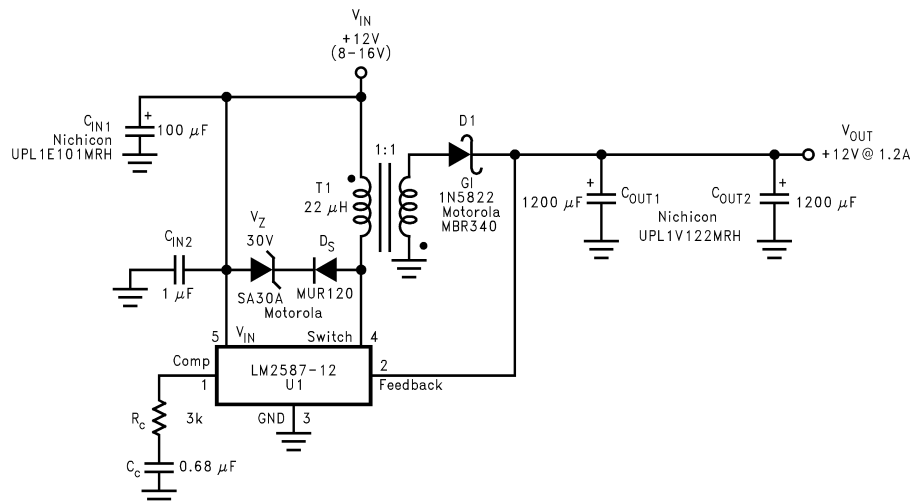 V_IN
+12V
(8-16V)
C_IN1
Nichicon
UPL1E101MRH
+
100 μF
D1
V_OUT
+12V @ 1.2A
1:1
T1
22 μH
GI
1N5822
Motorola
MBR340
+
1200 μF
C_OUT1
Nichicon
UPL1V122MRH
C_OUT2
+
1200 μF
V_Z
30V
D_S
C_IN2
1 μF
SA30A
MUR120
Motorola
5
V_IN
Switch
4
Comp
1
LM2587-12
U1
2
Feedback
GND
3
R_c
3k
C_c
0.68 μF